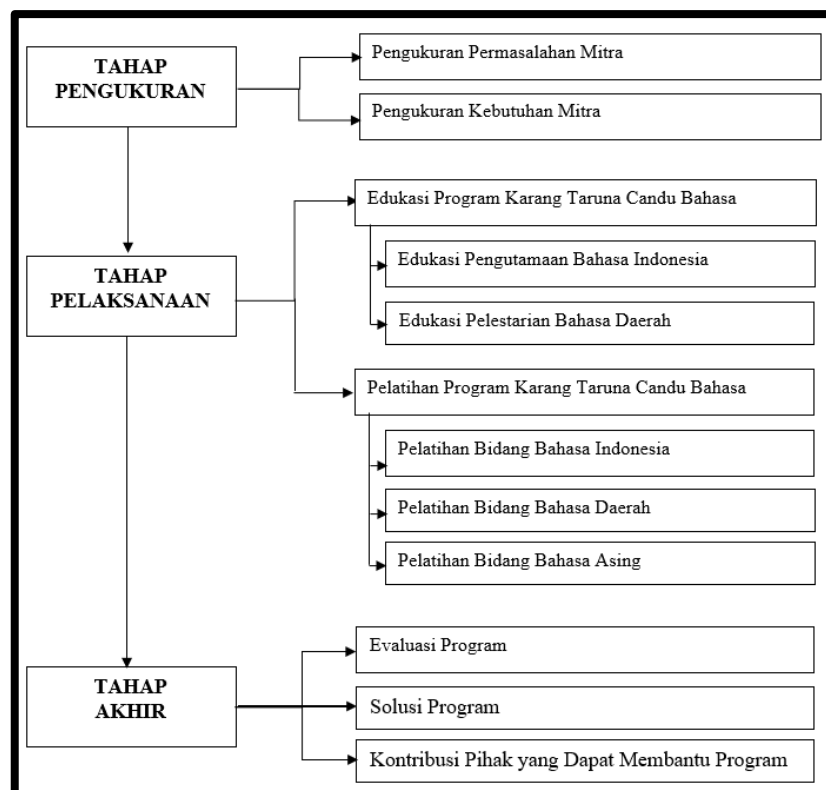 TAHAP
PENGUKURAN
Pengukuran Permasalahan Mitra
Pengukuran Kebutuhan Mitra
TAHAP
PELAKSANAAN
Edukasi Program Karang Taruna Candu Bahasa
Edukasi Pengutamaan Bahasa Indonesia
Edukasi Pelestarian Bahasa Daerah
Pelatihan Program Karang Taruna Candu Bahasa
Pelatihan Bidang Bahasa Indonesia
Pelatihan Bidang Bahasa Daerah
Pelatihan Bidang Bahasa Asing
TAHAP
AKHIR
Evaluasi Program
Solusi Program
Kontribusi Pihak yang Dapat Membantu Program